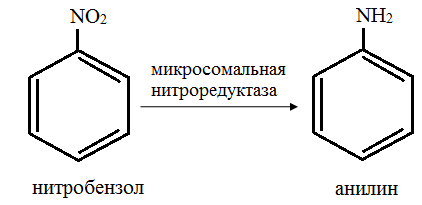 NO2
NH2
микросомальная
нитроредуктаза
нитробензол
анилин